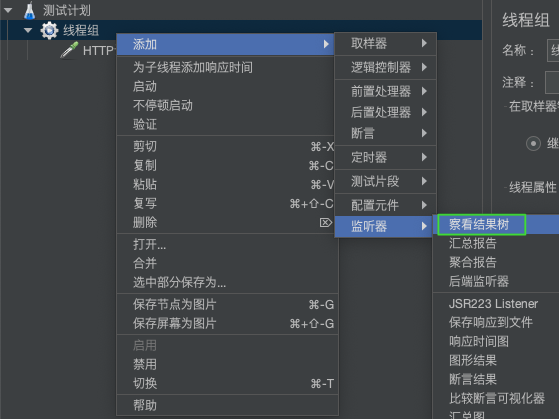 测试计划
线程组
HTTP
添加
为子线程添加响应时间
启动
不停顿启动
验证
剪切 ⌘-X
复制 ⌘-C
粘贴 ⌘-V
复写 ⌘+⇧-C
删除 ⌦
打开...
合并
选中部分保存为...
保存节点为图片 ⌘-G
保存屏幕为图片 ⌘+⇧-G
启用
禁用
切换 ⌘-T
帮助
取样器
逻辑控制器
前置处理器
后置处理器
断言
定时器
测试片段
配置元件
监听器
察看结果树
汇总报告
聚合报告
后端监听器
JSR223 Listener
保存响应到文件
响应时间图
图形结果
断言结果
比较断言可视化器
汇总图
线程组
名称：
注释：
在取样器
继
线程属性